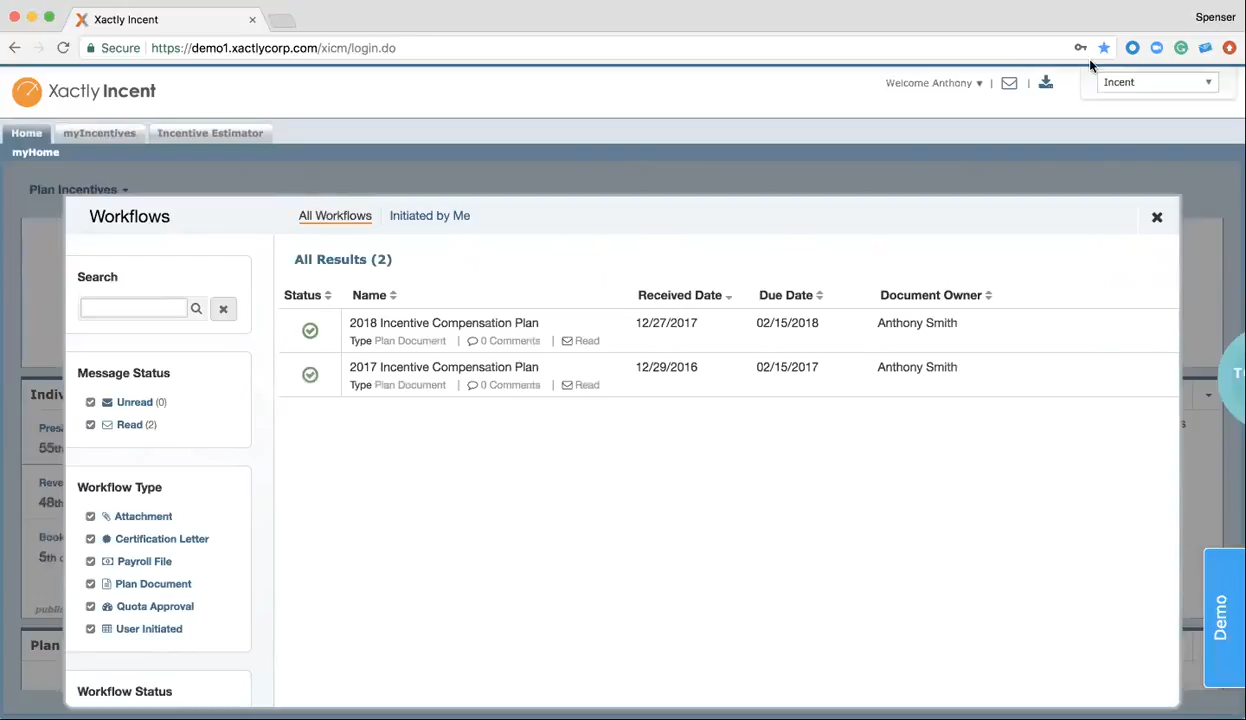 Xactly Incent
Spenser
Secure https://demo1.xactlycorp.com/xicm/login.do
Xactly Incent
Welcome Anthony
Incent
Home myIncentives Incentive Estimator
myHome
Plan Incentives
Workflows All Workflows Initiated by Me
Search
All Results (2)
Status Name Received Date Due Date Document Owner
2018 Incentive Compensation Plan 12/27/2017 02/15/2018 Anthony Smith
Type Plan Document | 0 Comments | Read
2017 Incentive Compensation Plan 12/29/2016 02/15/2017 Anthony Smith
Type Plan Document | 0 Comments | Read
Message Status
Unread (0)
Read (2)
Workflow Type
Attachment
Certification Letter
Payroll File
Plan Document
Quota Approval
User Initiated
Workflow Status
Plan
Demo